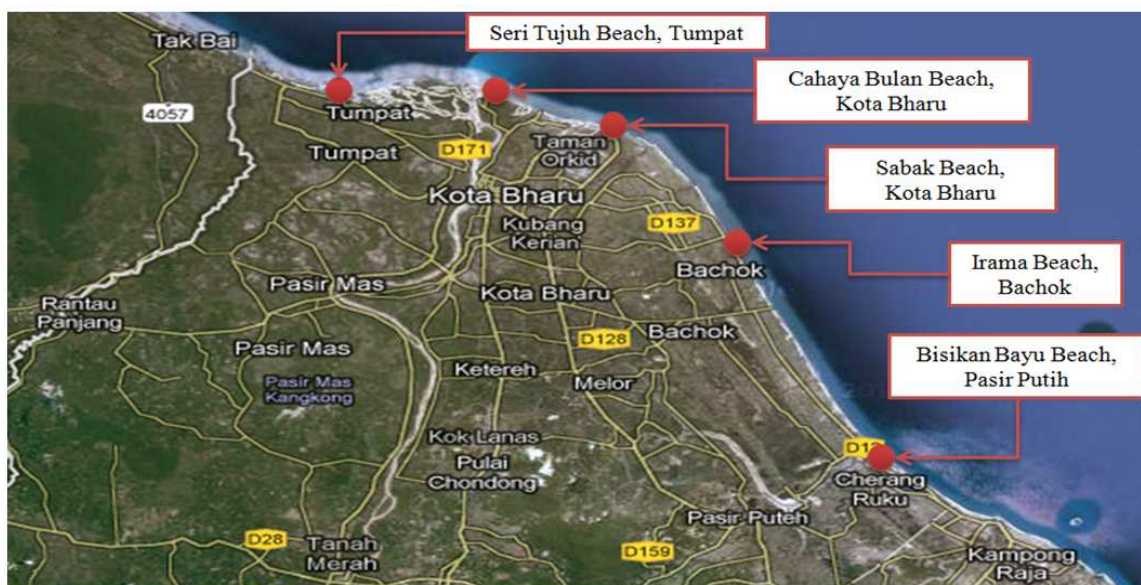 Seri Tujuh Beach, Tumpat
Tak Bai
Cahaya Bulan Beach,
Kota Bharu
4057
Tumpat
Taman
Orkid
Tumpat
D171
Sabak Beach,
Kota Bharu
Kota Bharu
Kubang
Kerian
D137
Irama Beach,
Bachok
Bachok
Pasir Mas
Kota Bharu
Rantau
Panjang
Bachok
D128
Bisikan Bayu Beach,
Pasir Putih
Pasir Mas
Ketereh
Melor
Pasir Mas
Kangkong
Kok Lanas
Pulai
Chondong
Cherang
Ruku
Pasir Puteh
D28
Tanah
Merah
D159
Kampong
Raja